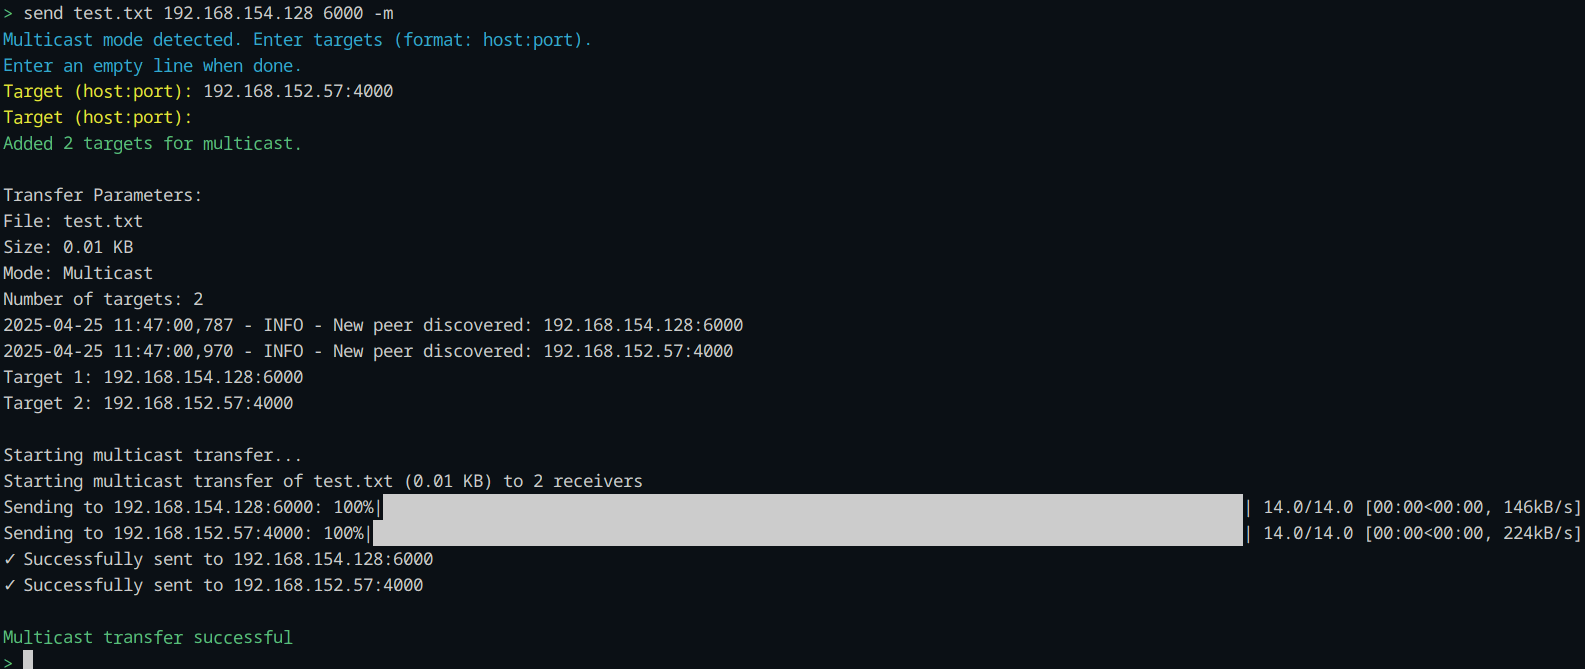 > send test.txt 192.168.154.128 6000 -m
Multicast mode detected. Enter targets (format: host:port).
Enter an empty line when done.
Target (host:port): 192.168.152.57:4000
Target (host:port):
Added 2 targets for multicast.
Transfer Parameters:
File: test.txt
Size: 0.01 KB
Mode: Multicast
Number of targets: 2
2025-04-25 11:47:00,787 - INFO - New peer discovered: 192.168.154.128:6000
2025-04-25 11:47:00,970 - INFO - New peer discovered: 192.168.152.57:4000
Target 1: 192.168.154.128:6000
Target 2: 192.168.152.57:4000
Starting multicast transfer...
Starting multicast transfer of test.txt (0.01 KB) to 2 receivers
Sending to 192.168.154.128:6000: 100%| | 14.0/14.0 [00:00<00:00, 146kB/s]
Sending to 192.168.152.57:4000: 100%| | 14.0/14.0 [00:00<00:00, 224kB/s]
✓ Successfully sent to 192.168.154.128:6000
✓ Successfully sent to 192.168.152.57:4000
Multicast transfer successful
>